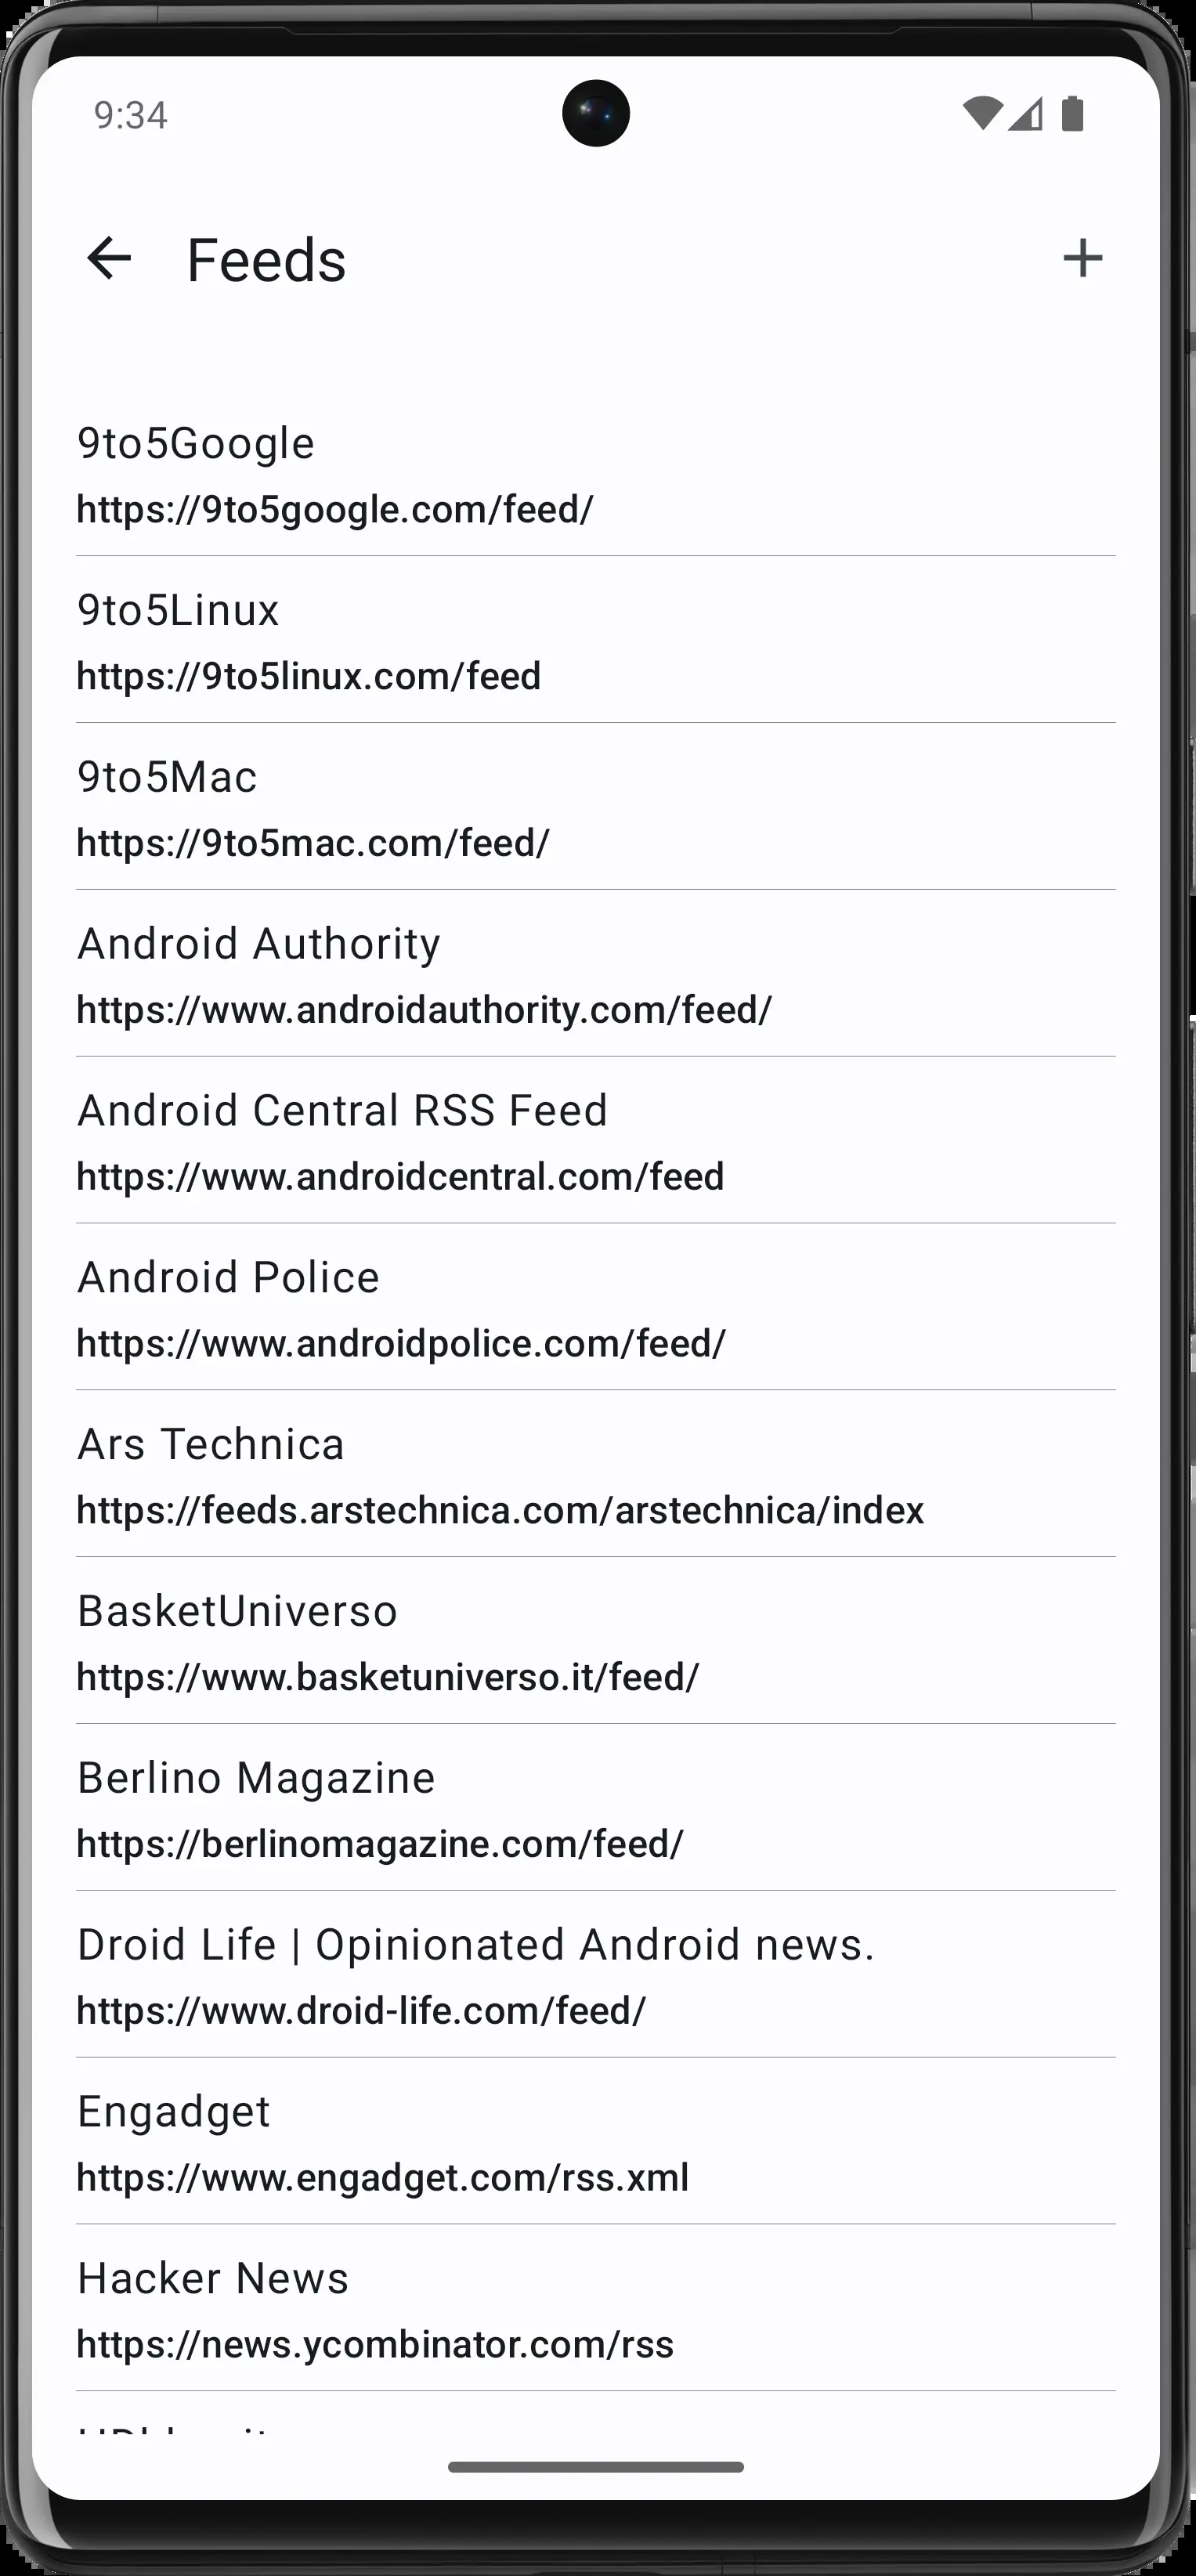 9:34
Feeds
9to5Google
https://9to5google.com/feed/
9to5Linux
https://9to5linux.com/feed
9to5Mac
https://9to5mac.com/feed/
Android Authority
https://www.androidauthority.com/feed/
Android Central RSS Feed
https://www.androidcentral.com/feed
Android Police
https://www.androidpolice.com/feed/
Ars Technica
https://feeds.arstechnica.com/arstechnica/index
BasketUniverso
https://www.basketuniverso.it/feed/
Berlino Magazine
https://berlinomagazine.com/feed/
Droid Life | Opinionated Android news.
https://www.droid-life.com/feed/
Engadget
https://www.engadget.com/rss.xml
Hacker News
https://news.ycombinator.com/rss